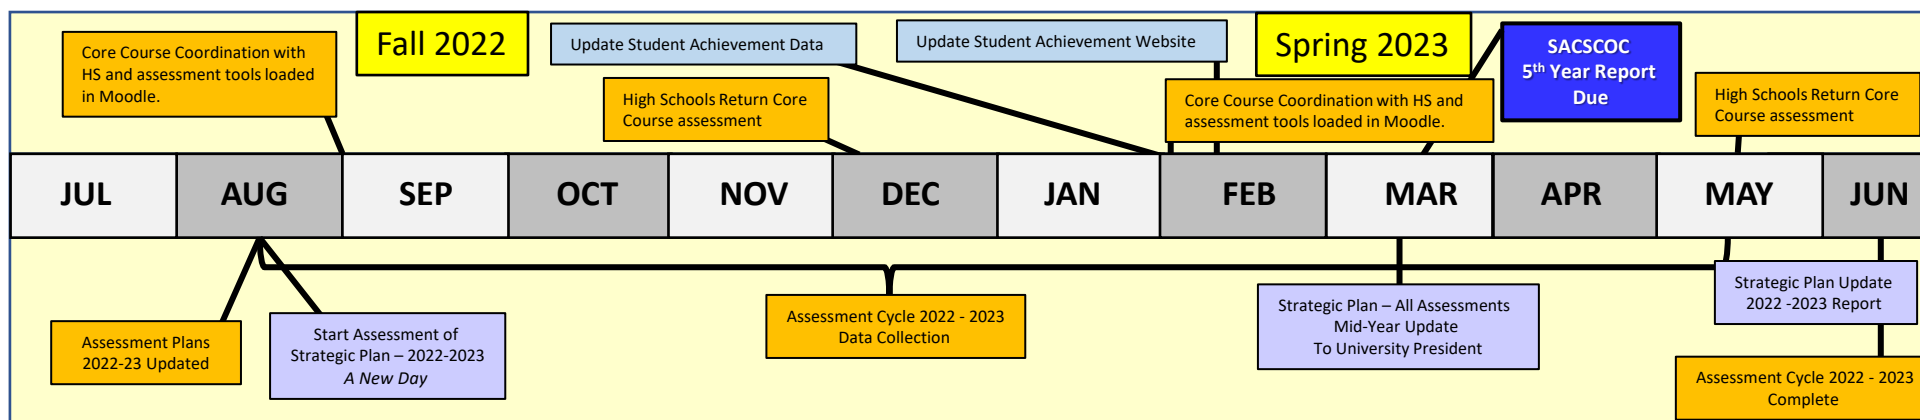 Fall 2022
Spring 2023
Core Course Coordination with
HS and assessment tools loaded
in Moodle.
Update Student Achievement Data
High Schools Return Core
Course assessment
Update Student Achievement Website
Core Course Coordination with HS and
assessment tools loaded in Moodle.
SACSCOC
5th Year Report
Due
High Schools Return Core
Course assessment
JUL AUG SEP OCT NOV DEC JAN FEB MAR APR MAY JUN
Assessment Plans
2022-23 Updated
Start Assessment of
Strategic Plan – 2022-2023
A New Day
Assessment Cycle 2022 - 2023
Data Collection
Strategic Plan – All Assessments
Mid-Year Update
To University President
Strategic Plan Update
2022 -2023 Report
Assessment Cycle 2022 - 2023
Complete